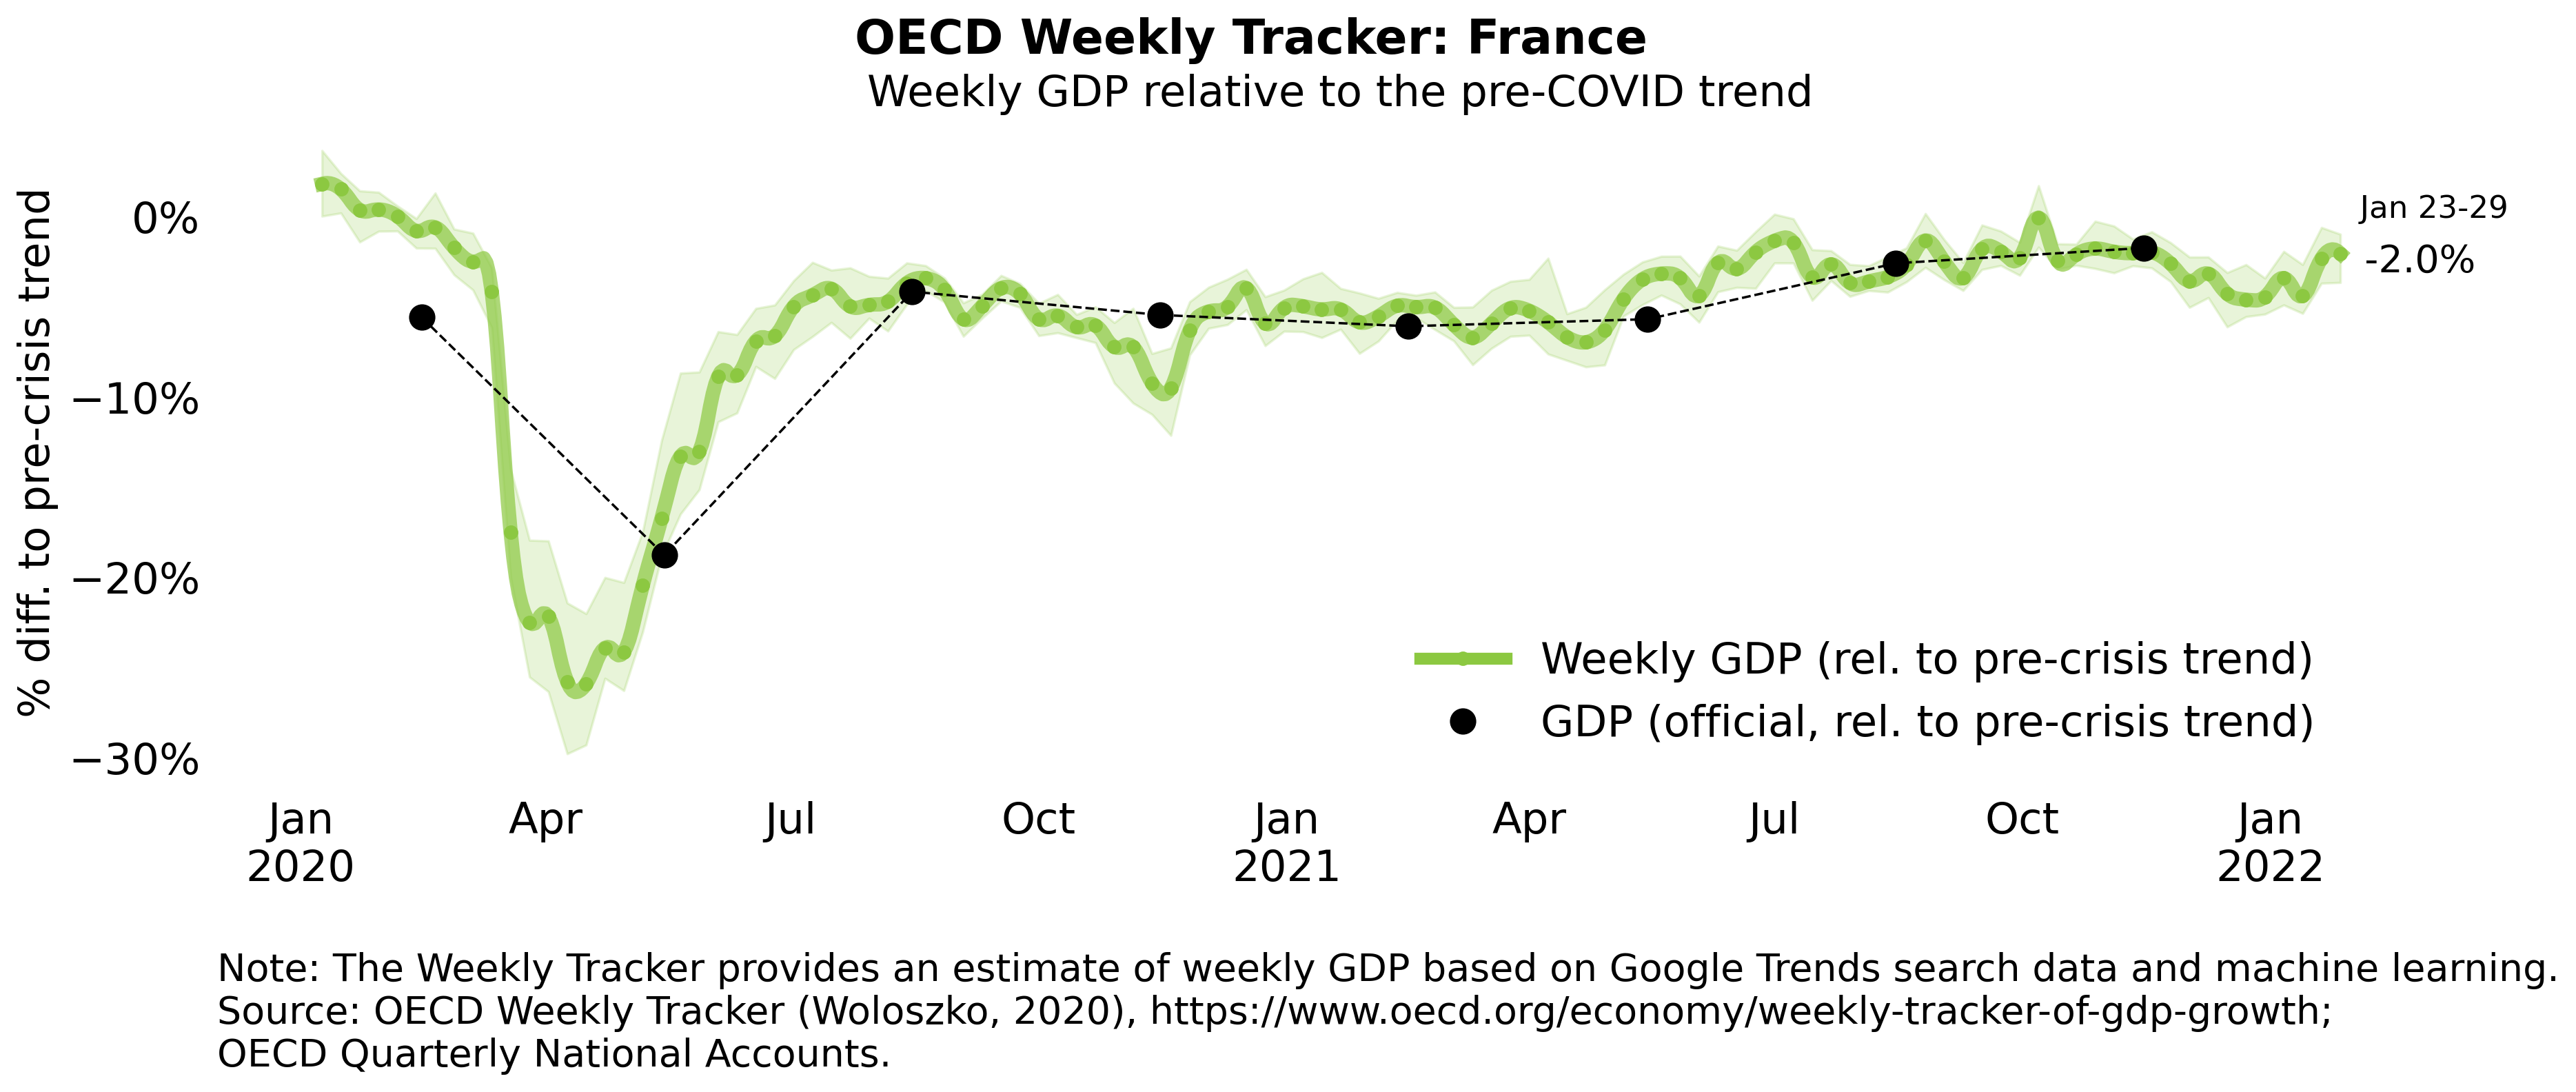 OECD Weekly Tracker: France
Weekly GDP relative to the pre-COVID trend
% diff. to pre-crisis trend
0%
−10%
−20%
−30%
Jan 23-29
-2.0%
Weekly GDP (rel. to pre-crisis trend)
GDP (official, rel. to pre-crisis trend)
Jan Apr Jul Oct Jan Apr Jul Oct Jan
2020 2021 2022
Note: The Weekly Tracker provides an estimate of weekly GDP based on Google Trends search data and machine learning.
Source: OECD Weekly Tracker (Woloszko, 2020), https://www.oecd.org/economy/weekly-tracker-of-gdp-growth;
OECD Quarterly National Accounts.